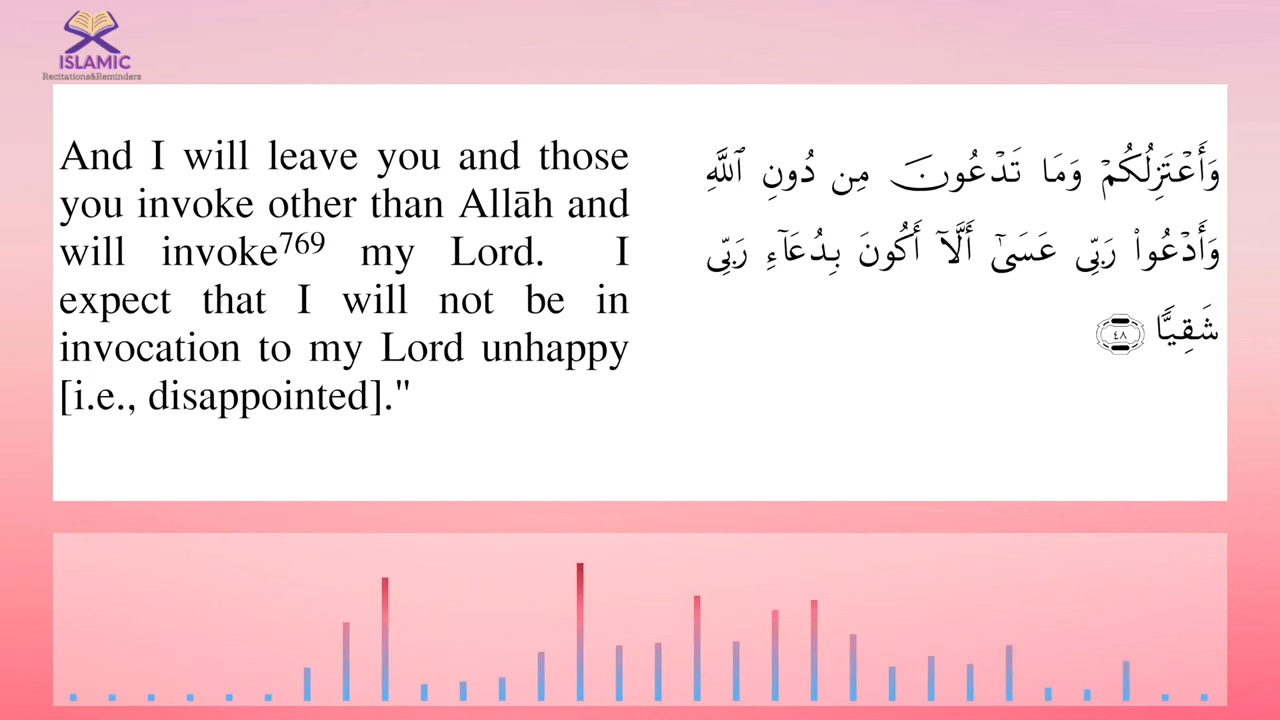 ISLAMIC
Recitations&Reminders
And I will leave you and those
you invoke other than Allāh and
will invoke769 my Lord. I
expect that I will not be in
invocation to my Lord unhappy
[i.e., disappointed]."
وَأَعْتَزِلُكُمْ وَمَا تَدْعُونَ مِن دُونِ ٱللَّهِ
وَأَدْعُوا۟ رَبِّى عَسَىٰٓ أَلَّآ أَكُونَ بِدُعَآءِ رَبِّى
شَقِيًّا ٤٨